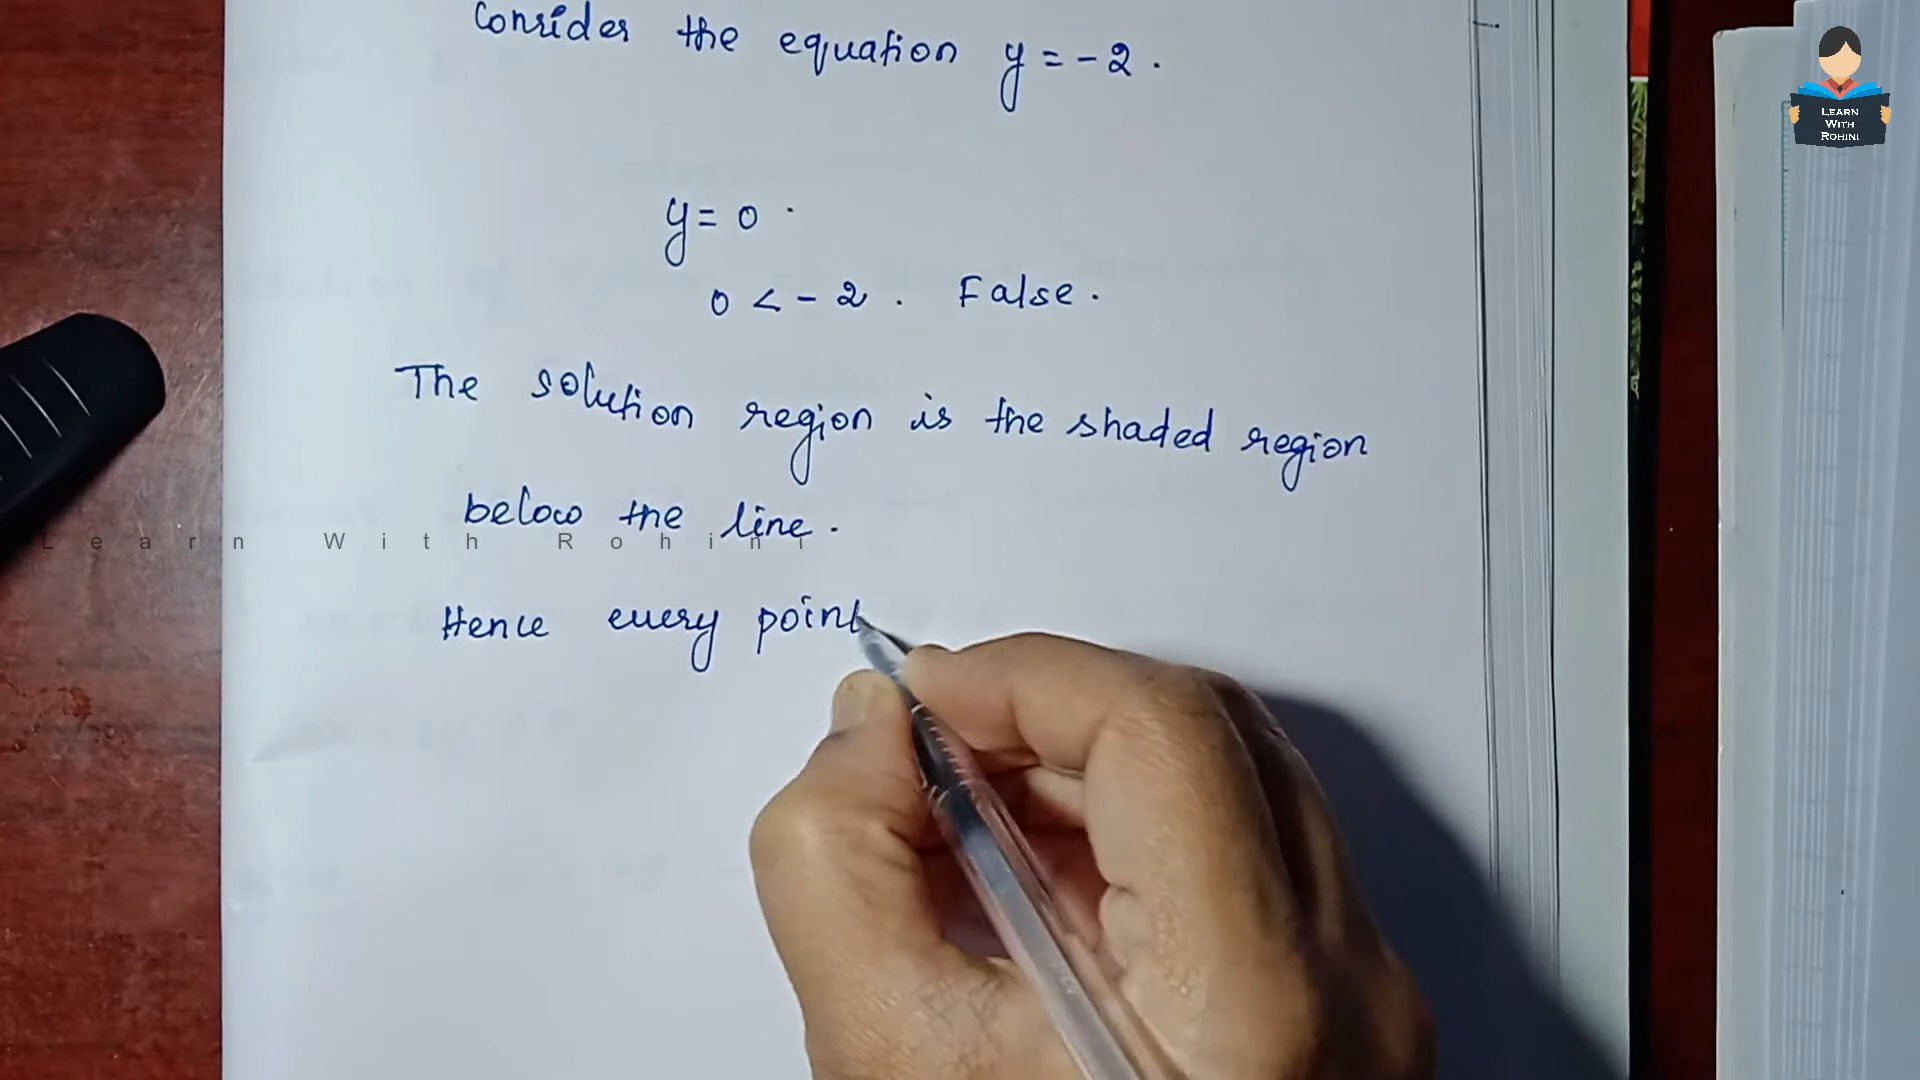 Consider the equation y = -2.
y = 0.
0 < -2. False.
The solution region is the shaded region
below the line.
Learn With Rohini
Hence every point
LEARN
WITH
ROHINI